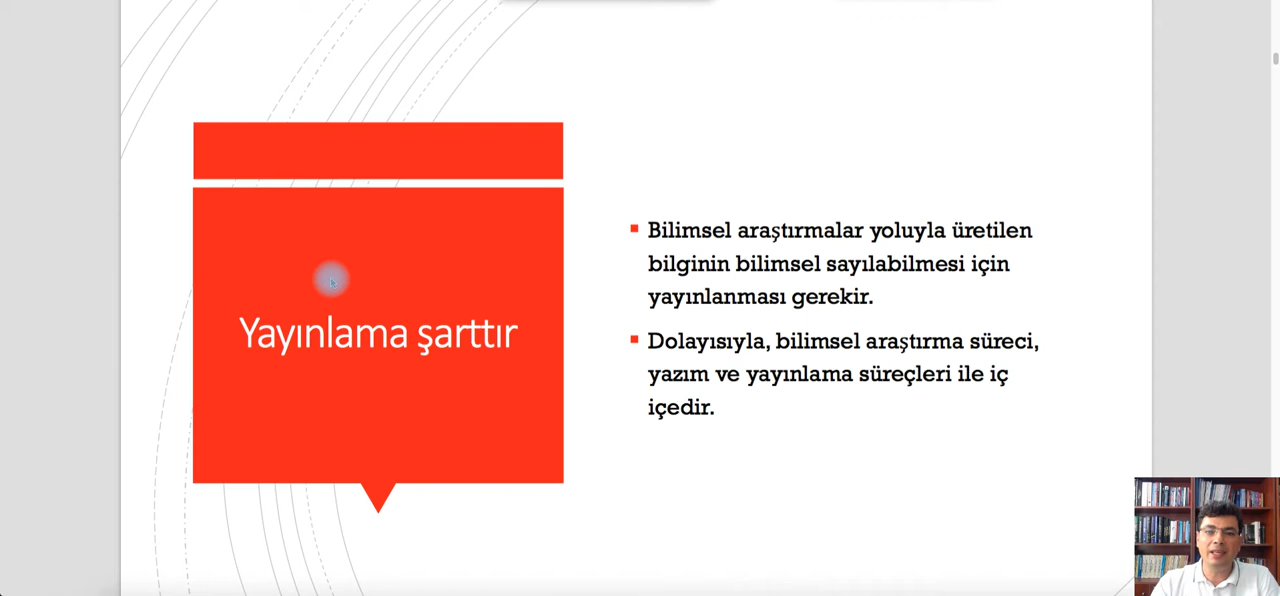 Yayınlama şarttır
Bilimsel araştırmalar yoluyla üretilen
bilginin bilimsel sayılabilmesi için
yayınlanması gerekir.
Dolayısıyla, bilimsel araştırma süreci,
yazım ve yayınlama süreçleri ile iç
içedir.